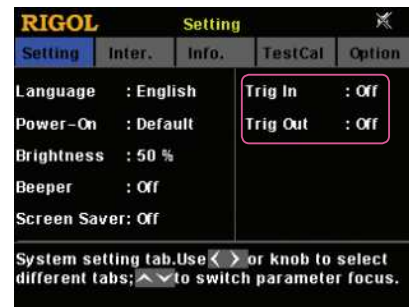 RIGOL Setting
Setting Inter. Info. TestCal Option
Language : English Trig In : Off
Power-On : Default Trig Out : Off
Brightness : 50 %
Beeper : Off
Screen Saver: Off
System setting tab.Use < > or knob to select
different tabs; ∧ ∨ to switch parameter focus.